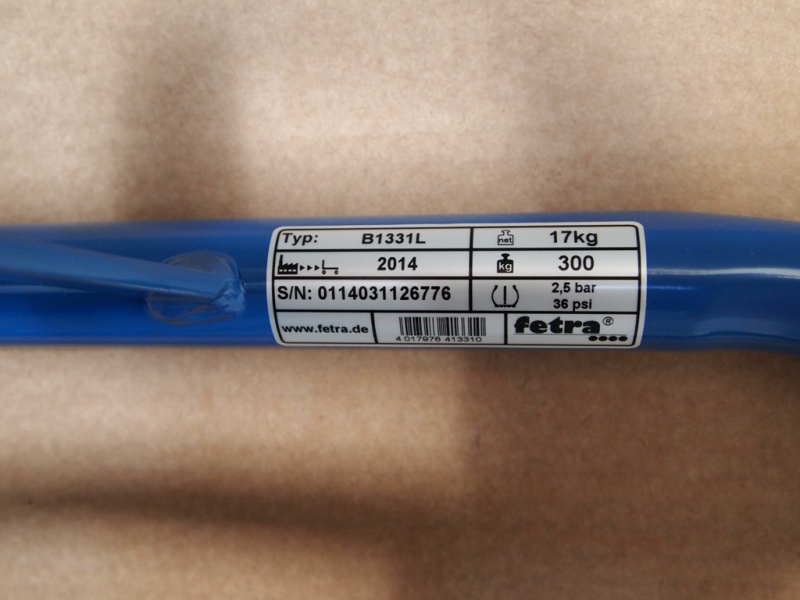 Typ: B1331L
net 17kg
2014
kg 300
S/N: 0114031126776
2,5 bar
36 psi
www.fetra.de
4 017976 413310
fetra®